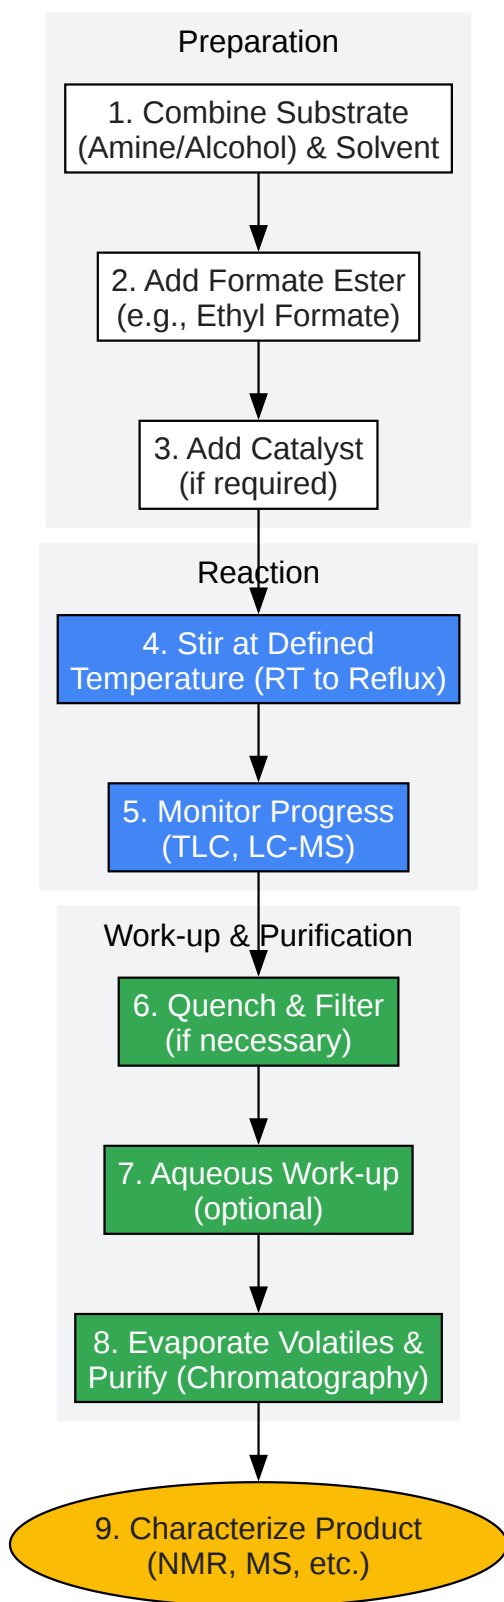 Preparation
1. Combine Substrate
(Amine/Alcohol) & Solvent
2. Add Formate Ester
(e.g., Ethyl Formate)
3. Add Catalyst
(if required)
Reaction
4. Stir at Defined
Temperature (RT to Reflux)
5. Monitor Progress
(TLC, LC-MS)
Work-up & Purification
6. Quench & Filter
(if necessary)
7. Aqueous Work-up
(optional)
8. Evaporate Volatiles &
Purify (Chromatography)
9. Characterize Product
(NMR, MS, etc.)